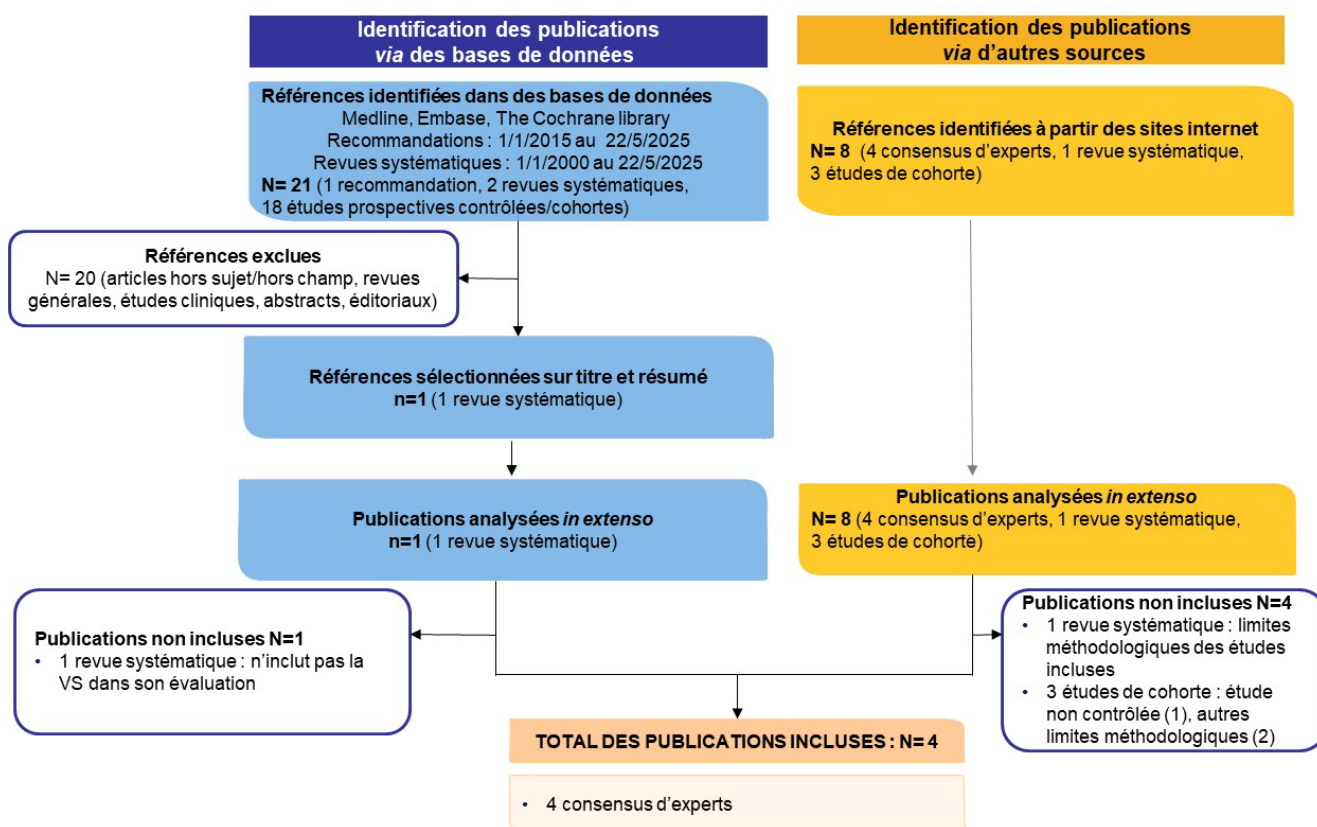 Identification des publications
via des bases de données
Identification des publications
via d'autres sources
Références identifiées dans des bases de données
Medline, Embase, The Cochrane library
Recommandations : 1/1/2015 au 22/5/2025
Revues systématiques : 1/1/2000 au 22/5/2025
N= 21 (1 recommandation, 2 revues systématiques,
18 études prospectives contrôlées/cohortes)
Références identifiées à partir des sites internet
N= 8 (4 consensus d'experts, 1 revue systématique,
3 études de cohorte)
Références exclues
N= 20 (articles hors sujet/hors champ, revues
générales, études cliniques, abstracts, éditoriaux)
Références sélectionnées sur titre et résumé
n=1 (1 revue systématique)
Publications analysées in extenso
n=1 (1 revue systématique)
Publications analysées in extenso
N= 8 (4 consensus d'experts, 1 revue systématique,
3 études de cohorte)
Publications non incluses N=1
• 1 revue systématique : n'inclut pas la
VS dans son évaluation
Publications non incluses N=4
• 1 revue systématique : limites
méthodologiques des études
incluses
• 3 études de cohorte : étude
non contrôlée (1), autres
limites méthodologiques (2)
TOTAL DES PUBLICATIONS INCLUSES : N= 4
• 4 consensus d'experts